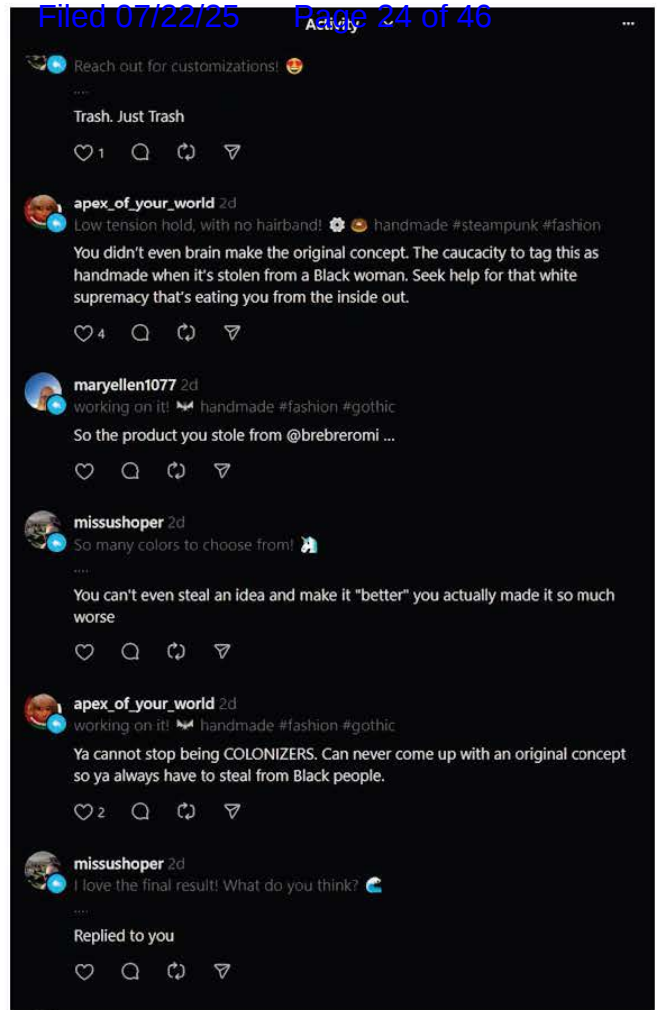 Filed 07/22/25 Page 24 of 46
Activity
Reach out for customizations! 🤩
....
Trash. Just Trash
1
apex_of_your_world 2d
Low tension hold, with no hairband! ⚙️ 🍩 handmade #steampunk #fashion
You didn't even brain make the original concept. The caucacity to tag this as
handmade when it's stolen from a Black woman. Seek help for that white
supremacy that's eating you from the inside out.
4
maryellen1077 2d
working on it! 🦇 handmade #fashion #gothic
So the product you stole from @brebreromi ...
missushoper 2d
So many colors to choose from! 🦄
....
You can't even steal an idea and make it "better" you actually made it so much
worse
apex_of_your_world 2d
working on it! 🦇 handmade #fashion #gothic
Ya cannot stop being COLONIZERS. Can never come up with an original concept
so ya always have to steal from Black people.
2
missushoper 2d
I love the final result! What do you think? 🌊
....
Replied to you